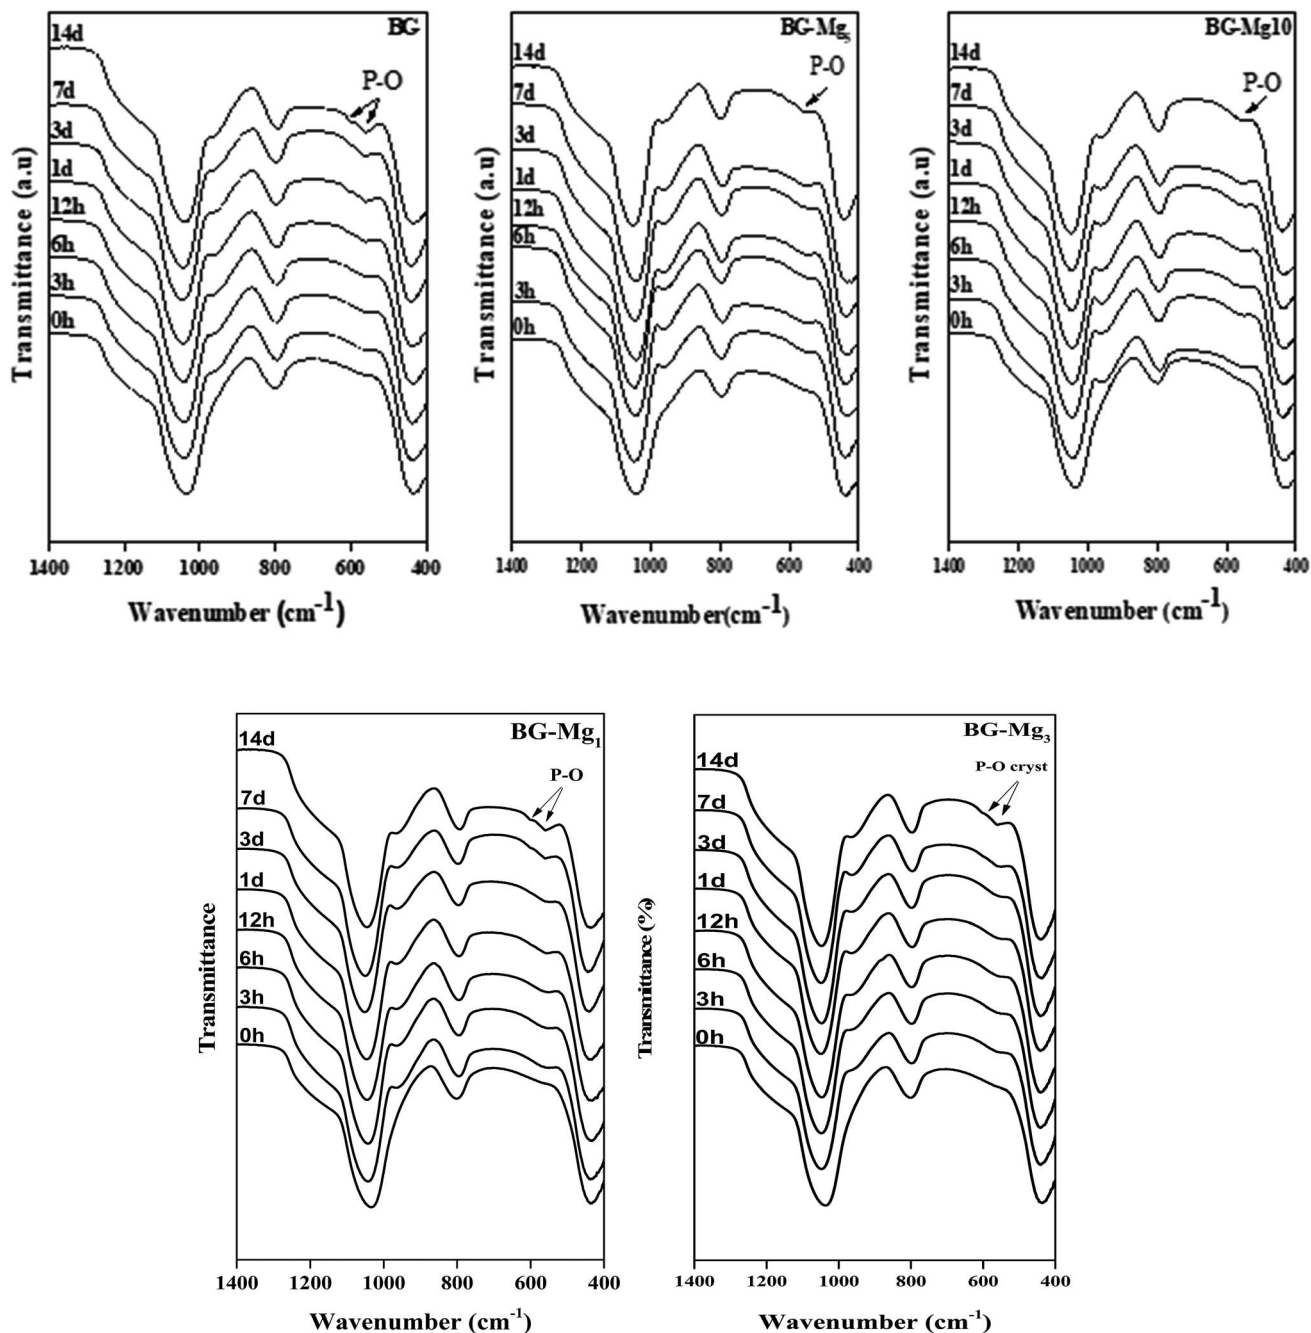 BG
14d
P-O
7d
3d
1d
12h
6h
3h
0h
Transmittance (a.u)
1400 1200 1000 800 600 400
Wavenumber (cm-1)
BG-Mg5
14d
P-O
7d
3d
1d
12h
6h
3h
0h
Transmittance (a.u)
1400 1200 1000 800 600 400
Wavenumber(cm-1)
BG-Mg10
14d
P-O
7d
3d
1d
12h
6h
3h
0h
Transmittance (a.u)
1400 1200 1000 800 600 400
Wavenumber (cm-1)
BG-Mg1
14d
P-O
7d
3d
1d
12h
6h
3h
0h
Transmittance
1400 1200 1000 800 600 400
Wavenumber (cm-1)
BG-Mg3
14d
P-O cryst
7d
3d
1d
12h
6h
3h
0h
Transmittance (%)
1400 1200 1000 800 600 400
Wavenumber (cm-1)